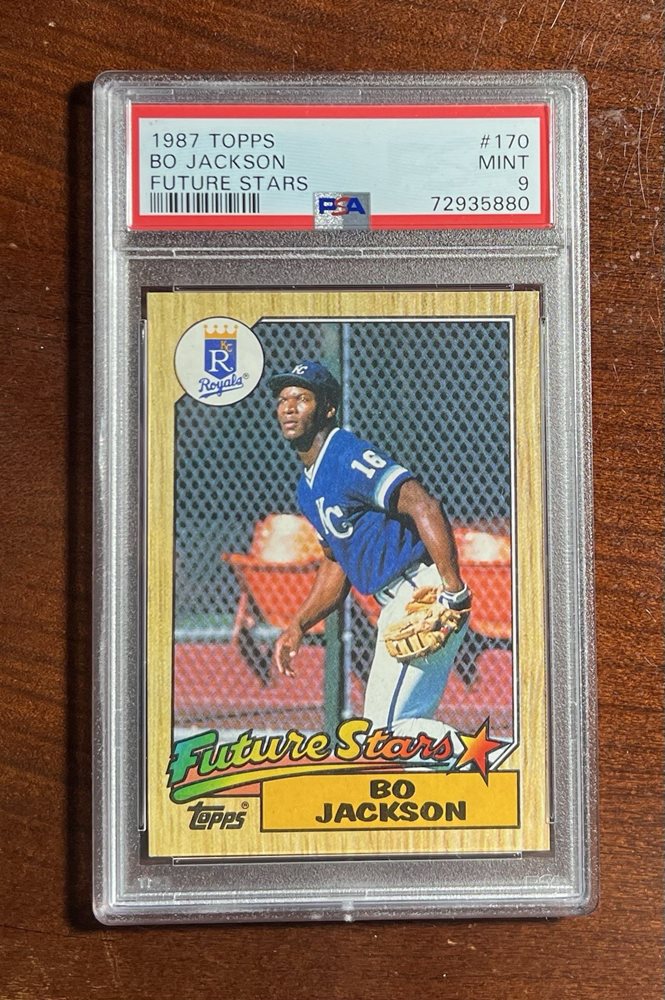 1987 TOPPS #170
BO JACKSON MINT
FUTURE STARS 9
PSA 72935880
KC
R
Royals®
KC
16
KC
Future Stars
BO
JACKSON
Topps®